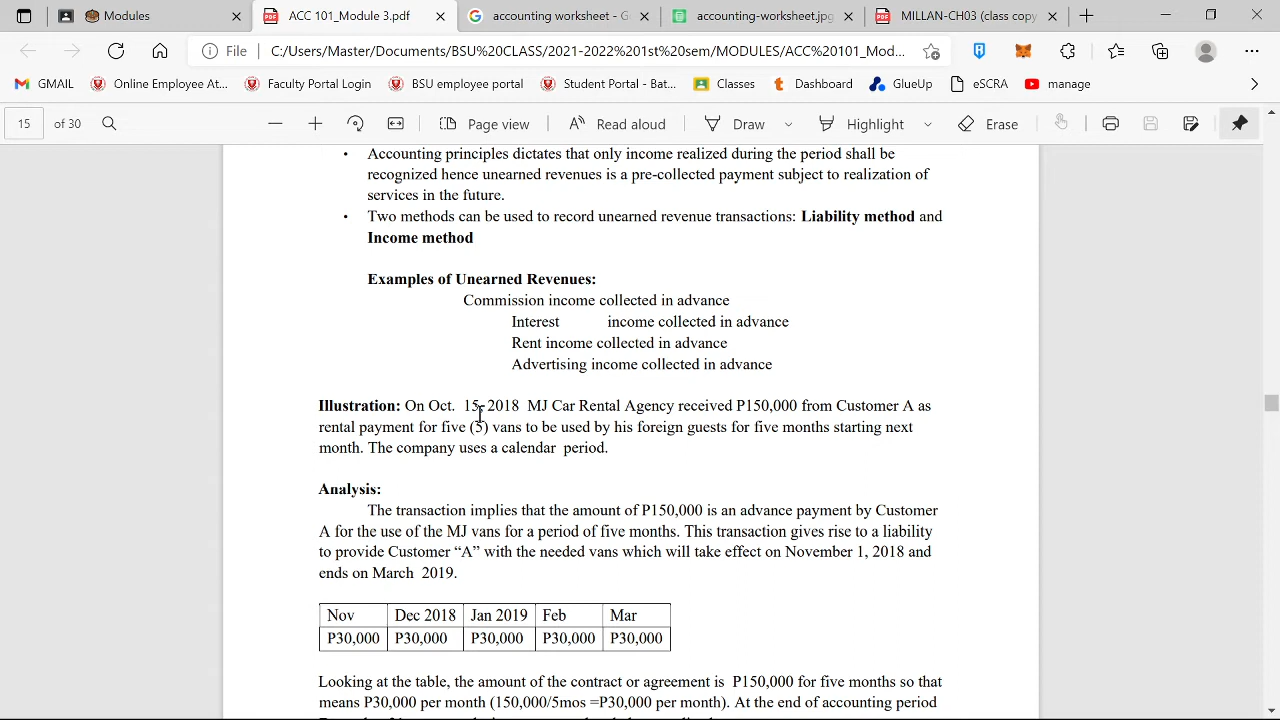 Modules
ACC 101_Module 3.pdf
accounting worksheet - G
accounting-worksheet.jpg
MILLAN-CH08 (class copy
File
C:/Users/Master/Documents/BSU%20CLASS/2021-2022%201st%20sem/MODULES/ACC%20101_Mod...
GMAIL
Online Employee At...
Faculty Portal Login
BSU employee portal
Student Portal - Bat...
Classes
Dashboard
GlueUp
eSCRA
manage
15 of 30
Page view
Read aloud
Draw
Highlight
Erase
• Accounting principles dictates that only income realized during the period shall be
recognized hence unearned revenues is a pre-collected payment subject to realization of
services in the future.
• Two methods can be used to record unearned revenue transactions: Liability method and
Income method
Examples of Unearned Revenues:
Commission income collected in advance
Interest income collected in advance
Rent income collected in advance
Advertising income collected in advance
Illustration: On Oct. 15, 2018 MJ Car Rental Agency received P150,000 from Customer A as
rental payment for five (5) vans to be used by his foreign guests for five months starting next
month. The company uses a calendar period.
Analysis:
The transaction implies that the amount of P150,000 is an advance payment by Customer
A for the use of the MJ vans for a period of five months. This transaction gives rise to a liability
to provide Customer “A” with the needed vans which will take effect on November 1, 2018 and
ends on March 2019.
Nov Dec 2018 Jan 2019 Feb Mar
P30,000 P30,000 P30,000 P30,000 P30,000
Looking at the table, the amount of the contract or agreement is P150,000 for five months so that
means P30,000 per month (150,000/5mos =P30,000 per month). At the end of accounting period